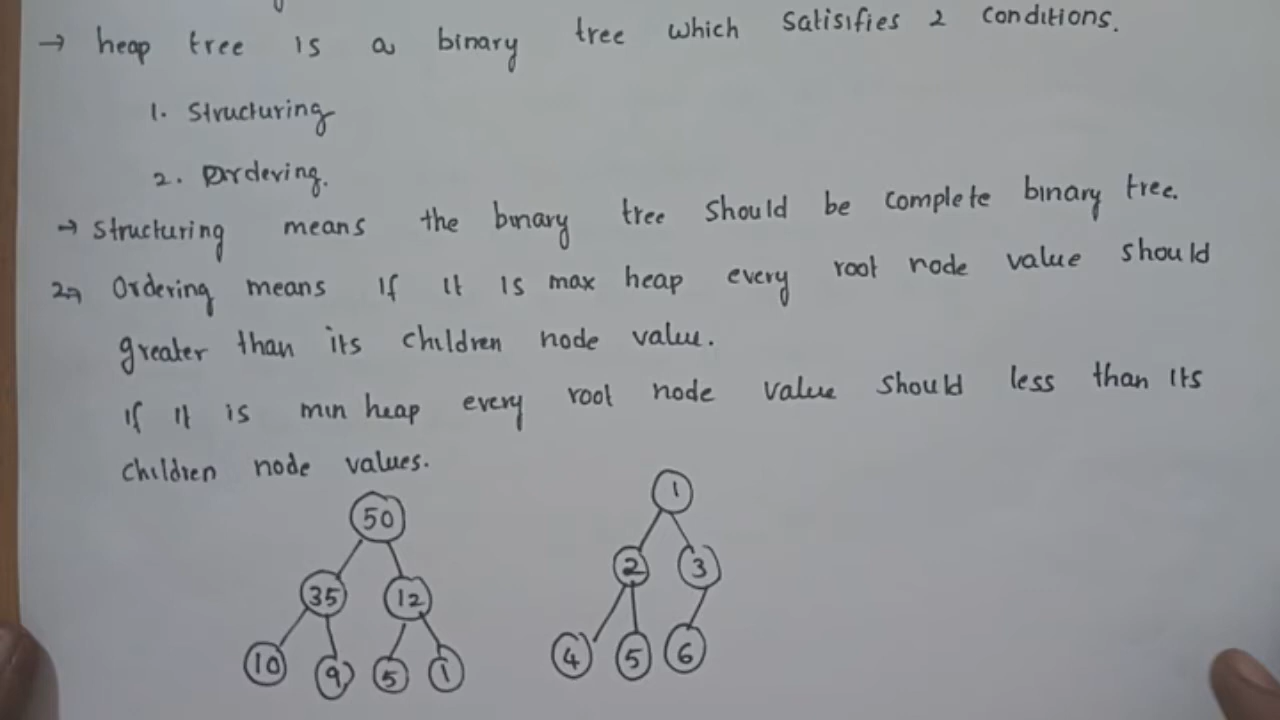 → heap tree is a binary tree which satisifies 2 conditions.
1. Structuring
2. Ordering.
→ structuring means the binary tree should be complete binary tree.
2→ Ordering means if it is max heap every root node value should
greater than its children node value.
if it is min heap every root node value should less than its
children node values.
50
35 12
10 9 5 1
1
2 3
4 5 6